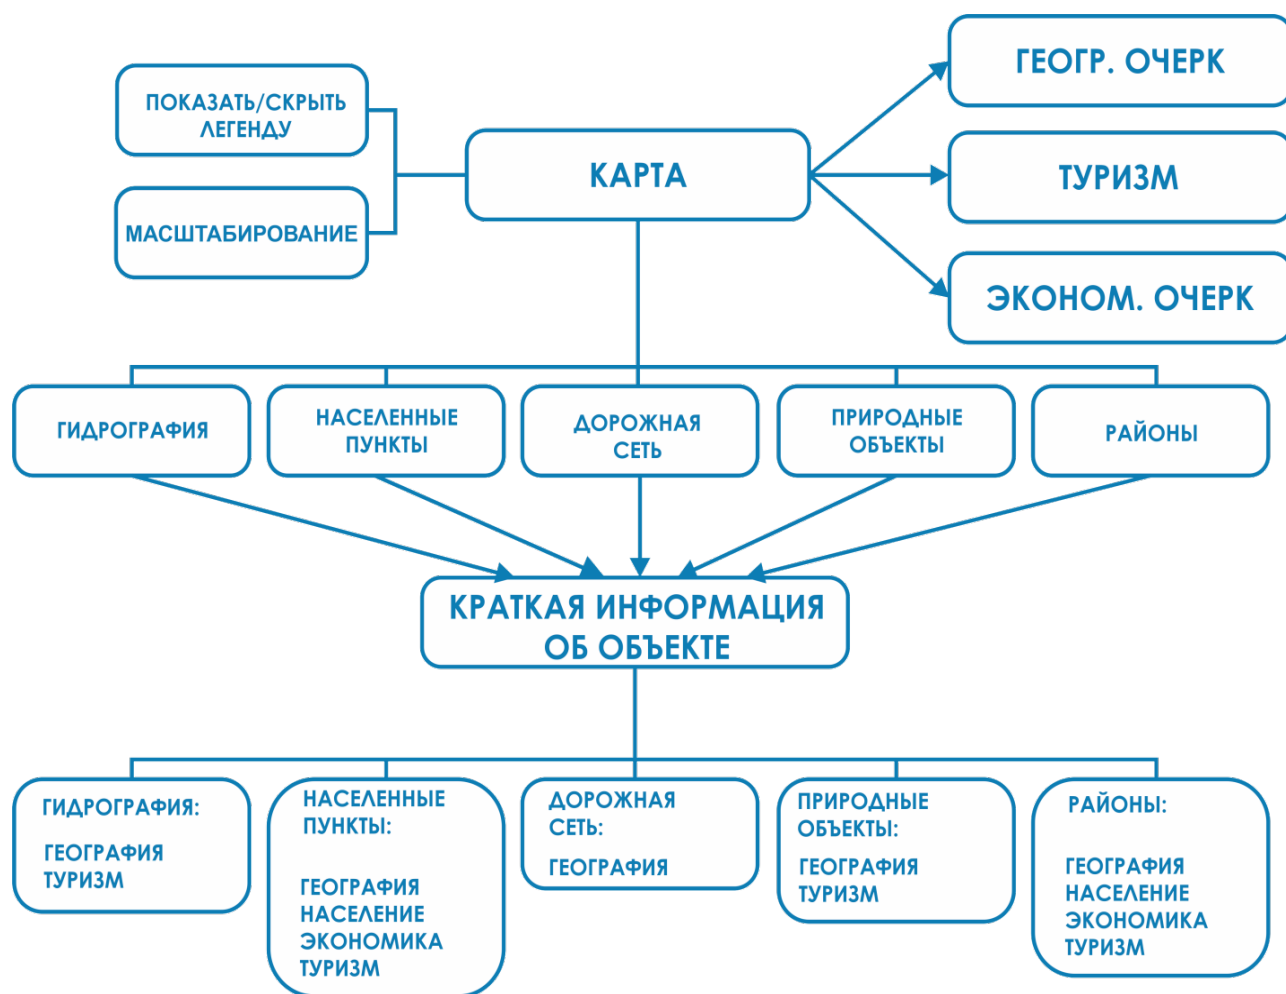 ПОКАЗАТЬ/СКРЫТЬ
ЛЕГЕНДУ
МАСШТАБИРОВАНИЕ
КАРТА
ГЕОГР. ОЧЕРК
ТУРИЗМ
ЭКОНОМ. ОЧЕРК
ГИДРОГРАФИЯ
НАСЕЛЕННЫЕ
ПУНКТЫ
ДОРОЖНАЯ
СЕТЬ
ПРИРОДНЫЕ
ОБЪЕКТЫ
РАЙОНЫ
КРАТКАЯ ИНФОРМАЦИЯ
ОБ ОБЪЕКТЕ
ГИДРОГРАФИЯ:
ГЕОГРАФИЯ
ТУРИЗМ
НАСЕЛЕННЫЕ
ПУНКТЫ:
ГЕОГРАФИЯ
НАСЕЛЕНИЕ
ЭКОНОМИКА
ТУРИЗМ
ДОРОЖНАЯ
СЕТЬ:
ГЕОГРАФИЯ
ПРИРОДНЫЕ
ОБЪЕКТЫ:
ГЕОГРАФИЯ
ТУРИЗМ
РАЙОНЫ:
ГЕОГРАФИЯ
НАСЕЛЕНИЕ
ЭКОНОМИКА
ТУРИЗМ